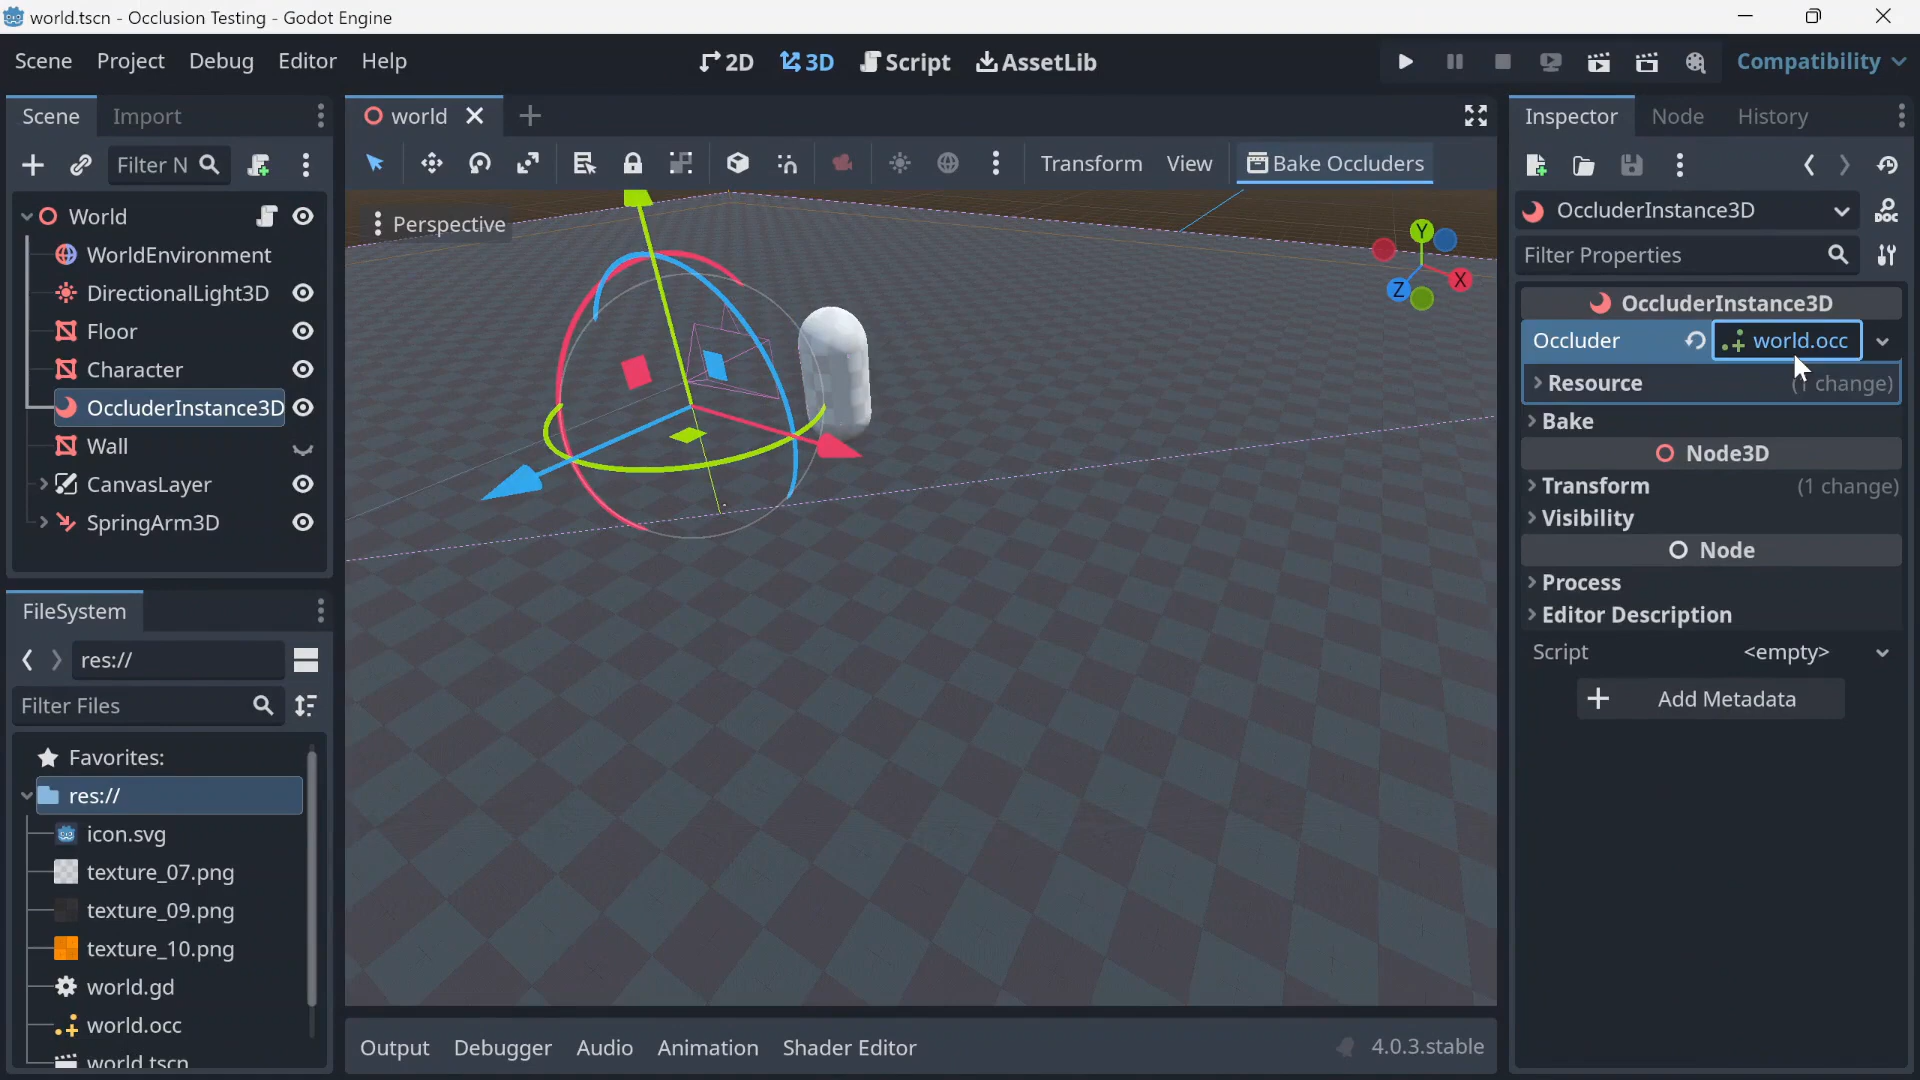 world.tscn - Occlusion Testing - Godot Engine
Scene Project Debug Editor Help
2D 3D Script AssetLib
Compatibility
Scene Import
Filter N
World
WorldEnvironment
DirectionalLight3D
Floor
Character
OccluderInstance3D
Wall
CanvasLayer
SpringArm3D
FileSystem
res://
Filter Files
Favorites:
res://
icon.svg
texture_07.png
texture_09.png
texture_10.png
world.gd
world.occ
world.tscn
world
Transform View Bake Occluders
Perspective
Y
X
Z
Output Debugger Audio Animation Shader Editor
4.0.3.stable
Inspector Node History
OccluderInstance3D
DOC
Filter Properties
OccluderInstance3D
Occluder world.occ
Resource (1 change)
Bake
Node3D
Transform (1 change)
Visibility
Node
Process
Editor Description
Script <empty>
Add Metadata